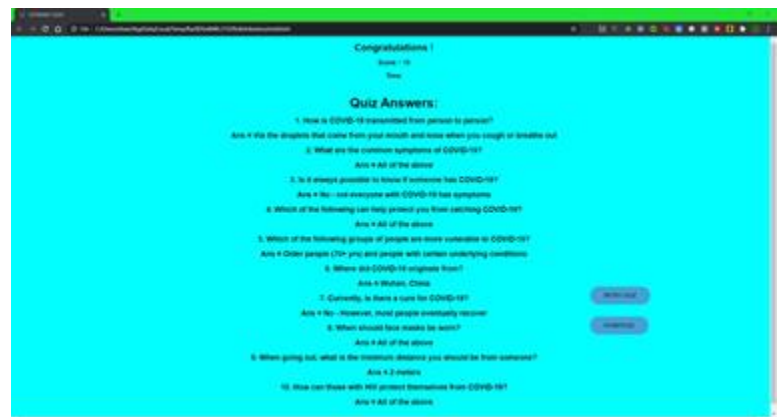 Congratulations !
Score : 10
Time
Quiz Answers:
1. How is COVID-19 transmitted from person to person?
Ans # Via the droplets that come from your mouth and nose when you cough or breathe out
2. What are the common symptoms of COVID-19?
Ans # All of the above
3. Is it always possible to know if someone has COVID-19?
Ans # No - not everyone with COVID-19 has symptoms
4. Which of the following can help protect you from catching COVID-19?
Ans # All of the above
5. Which of the following groups of people are more vulnerable to COVID-19?
Ans # Older people (70+ yrs) and people with certain underlying conditions
6. Where did COVID-19 originate from?
Ans # Wuhan, China
7. Currently, is there a cure for COVID-19?
Ans # No - However, most people eventually recover
8. When should face masks be worn?
Ans # All of the above
9. When going out, what is the minimum distance you should be from someone?
Ans # 2 meters
10. How can those with HIV protect themselves from COVID-19?
Ans # All of the above